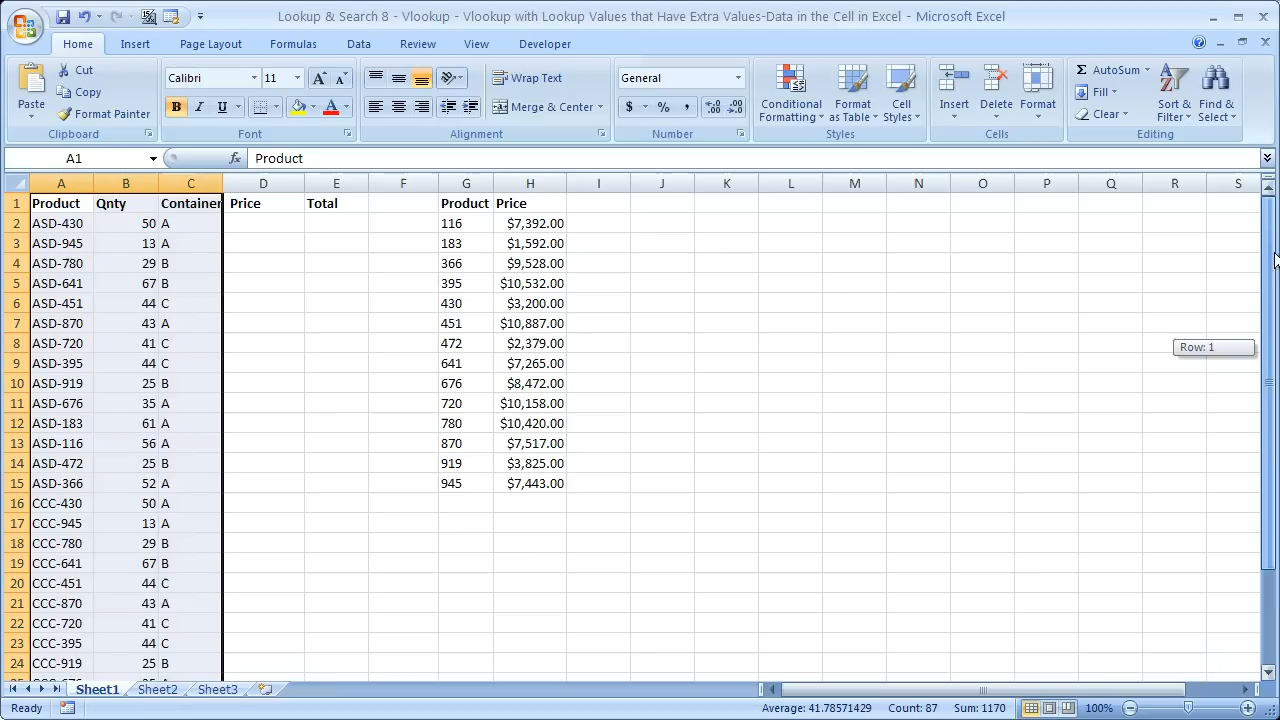 Lookup & Search 8 - Vlookup - Vlookup with Lookup Values that Have Extra Values-Data in the Cell in Excel - Microsoft Excel
Home Insert Page Layout Formulas Data Review View Developer
Cut Calibri 11 Wrap Text General AutoSum
Copy Fill
Paste Format Painter Merge & Center $ % , Conditional Formatting Format as Table Cell Styles Insert Delete Format Clear Sort & Filter Find & Select
Clipboard Font Alignment Number Styles Cells Editing
A1 fx Product
A B C D E F G H I J K L M N O P Q R S
1 Product Qnty Container Price Total Product Price
2 ASD-430 50 A 116 $7,392.00
3 ASD-945 13 A 183 $1,592.00
4 ASD-780 29 B 366 $9,528.00
5 ASD-641 67 B 395 $10,532.00
6 ASD-451 44 C 430 $3,200.00
7 ASD-870 43 A 451 $10,887.00
8 ASD-720 41 C 472 $2,379.00 Row: 1
9 ASD-395 44 C 641 $7,265.00
10 ASD-919 25 B 676 $8,472.00
11 ASD-676 35 A 720 $10,158.00
12 ASD-183 61 A 780 $10,420.00
13 ASD-116 56 A 870 $7,517.00
14 ASD-472 25 B 919 $3,825.00
15 ASD-366 52 A 945 $7,443.00
16 CCC-430 50 A
17 CCC-945 13 A
18 CCC-780 29 B
19 CCC-641 67 B
20 CCC-451 44 C
21 CCC-870 43 A
22 CCC-720 41 C
23 CCC-395 44 C
24 CCC-919 25 B
Sheet1 Sheet2 Sheet3
Ready Average: 41.78571429 Count: 87 Sum: 1170 100%